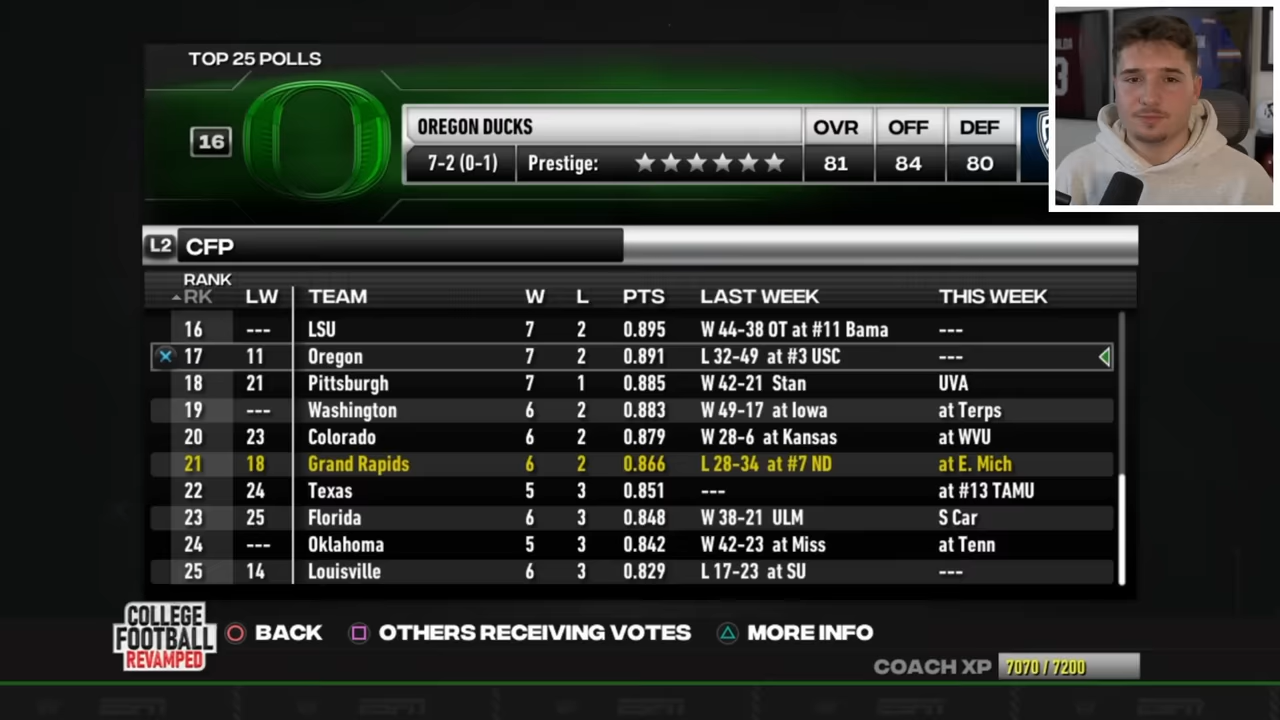 TOP 25 POLLS
16
OREGON DUCKS OVR OFF DEF
7-2 (0-1) Prestige: 81 84 80
L2 CFP
RANK
RK LW TEAM W L PTS LAST WEEK THIS WEEK
16 --- LSU 7 2 0.895 W 44-38 OT at #11 Bama ---
17 11 Oregon 7 2 0.891 L 32-49 at #3 USC ---
18 21 Pittsburgh 7 1 0.885 W 42-21 Stan UVA
19 --- Washington 6 2 0.883 W 49-17 at Iowa at Terps
20 23 Colorado 6 2 0.879 W 28-6 at Kansas at WVU
21 18 Grand Rapids 6 2 0.866 L 28-34 at #7 ND at E. Mich
22 24 Texas 5 3 0.851 --- at #13 TAMU
23 25 Florida 6 3 0.848 W 38-21 ULM S Car
24 --- Oklahoma 5 3 0.842 W 42-23 at Miss at Tenn
25 14 Louisville 6 3 0.829 L 17-23 at SU ---
COLLEGE
FOOTBALL
REVAMPED
BACK OTHERS RECEIVING VOTES MORE INFO
COACH XP 7070 / 7200